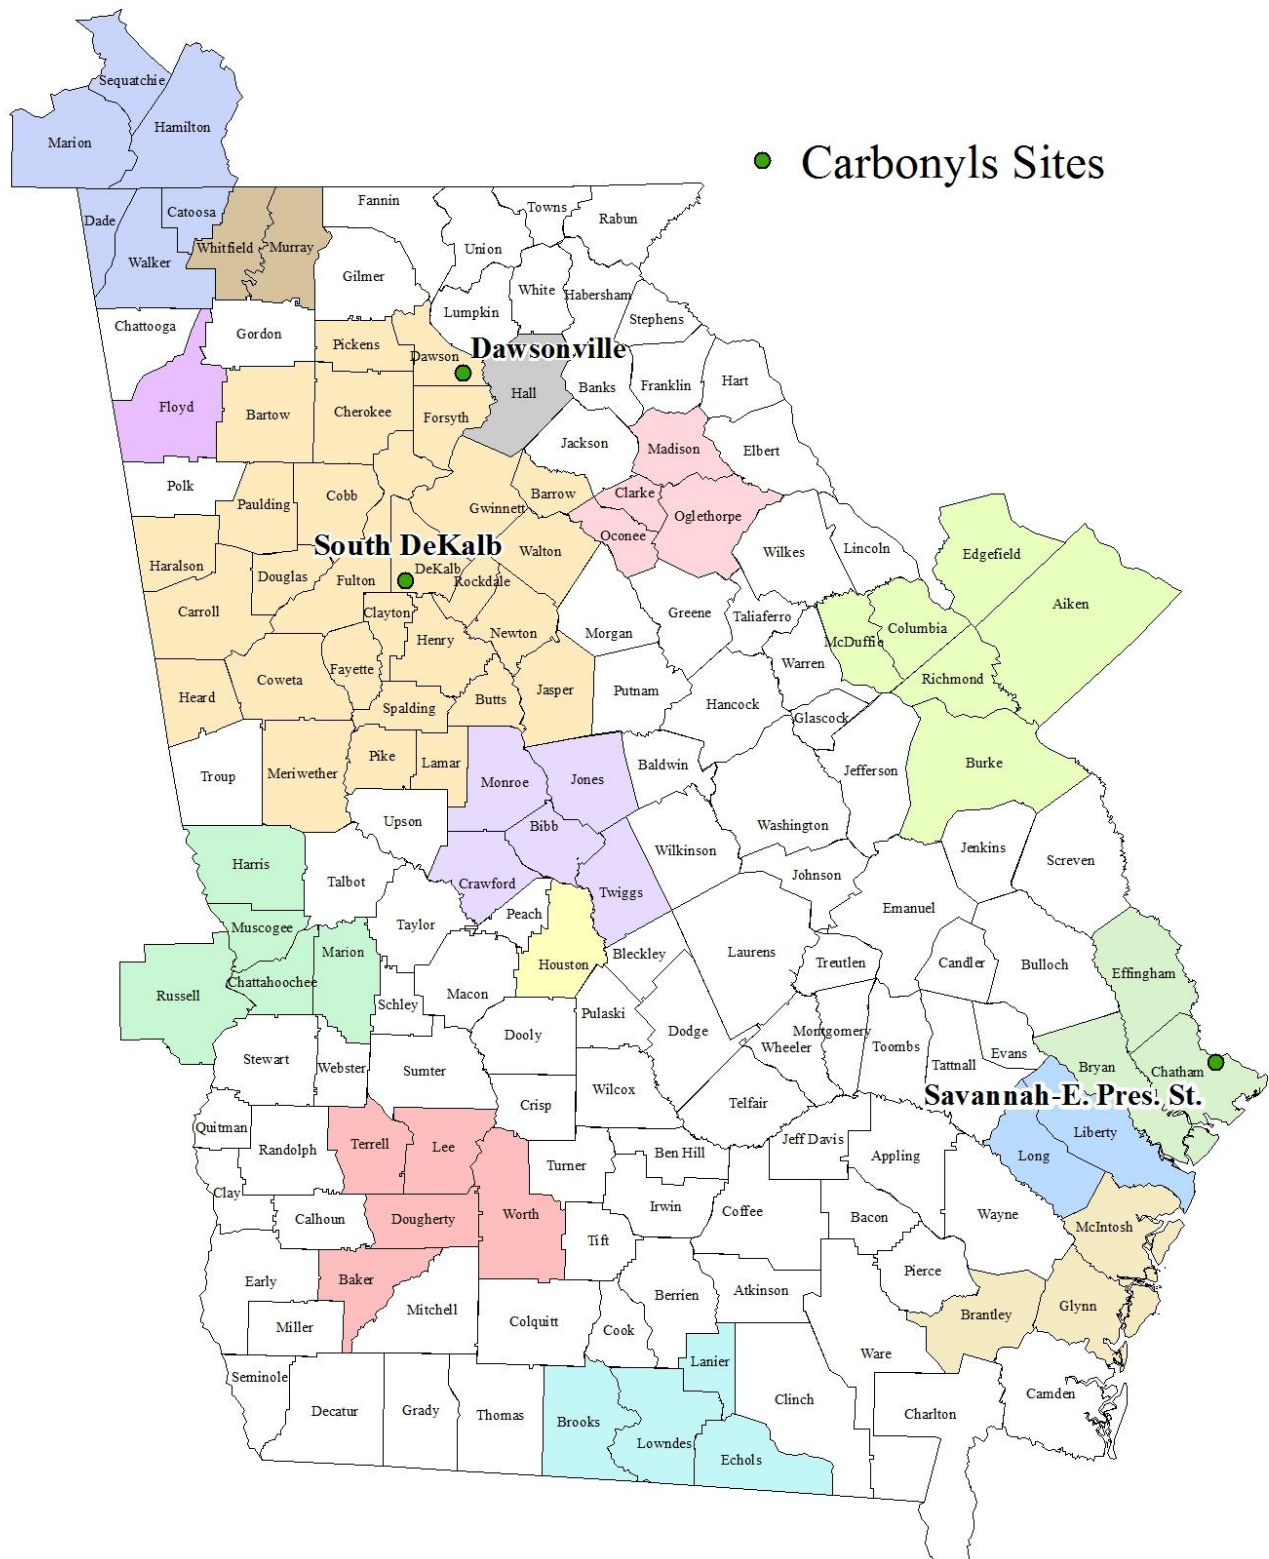 Sequatchie
Hamilton
Marion
Carbonyls Sites
Fannin
Towns
Rabun
Dade
Catoosa
Union
Whitfield
Murray
Walker
Gilmer
White
Habersham
Lumpkin
Stephens
Chattooga
Gordon
Pickens
Dawson
Dawsonville
Hall
Banks
Franklin
Hart
Floyd
Bartow
Cherokee
Forsyth
Jackson
Madison
Elbert
Polk
Paulding
Cobb
Gwinnett
Barrow
Clarke
Oglethorpe
Oconee
South DeKalb
Walton
Wilkes
Lincoln
Edgefield
Haralson
Douglas
Fulton
DeKalb
Rockdale
Aiken
Carroll
Clayton
Henry
Newton
Morgan
Greene
Taliaferro
McDuffie
Columbia
Coweta
Fayette
Warren
Richmond
Heard
Spalding
Butts
Jasper
Putnam
Hancock
Glascock
Troup
Meriwether
Pike
Lamar
Monroe
Jones
Baldwin
Jefferson
Burke
Upson
Bibb
Washington
Wilkinson
Jenkins
Screven
Harris
Talbot
Crawford
Twiggs
Johnson
Muscogee
Taylor
Peach
Emanuel
Marion
Houston
Bleckley
Laurens
Treutlen
Candler
Bulloch
Effingham
Russell
Chattahoochee
Schley
Macon
Pulaski
Dooly
Dodge
Wheeler
Montgomery
Toombs
Tattnall
Evans
Bryan
Chatham
Stewart
Webster
Sumter
Crisp
Wilcox
Telfair
Savannah-E. Pres. St.
Quitman
Randolph
Terrell
Lee
Turner
Ben Hill
Jeff Davis
Appling
Long
Liberty
Clay
Calhoun
Dougherty
Worth
Tift
Irwin
Coffee
Bacon
Wayne
McIntosh
Early
Baker
Mitchell
Berrien
Atkinson
Pierce
Brantley
Glynn
Miller
Colquitt
Cook
Lanier
Ware
Seminole
Decatur
Grady
Thomas
Brooks
Lowndes
Echols
Clinch
Charlton
Camden